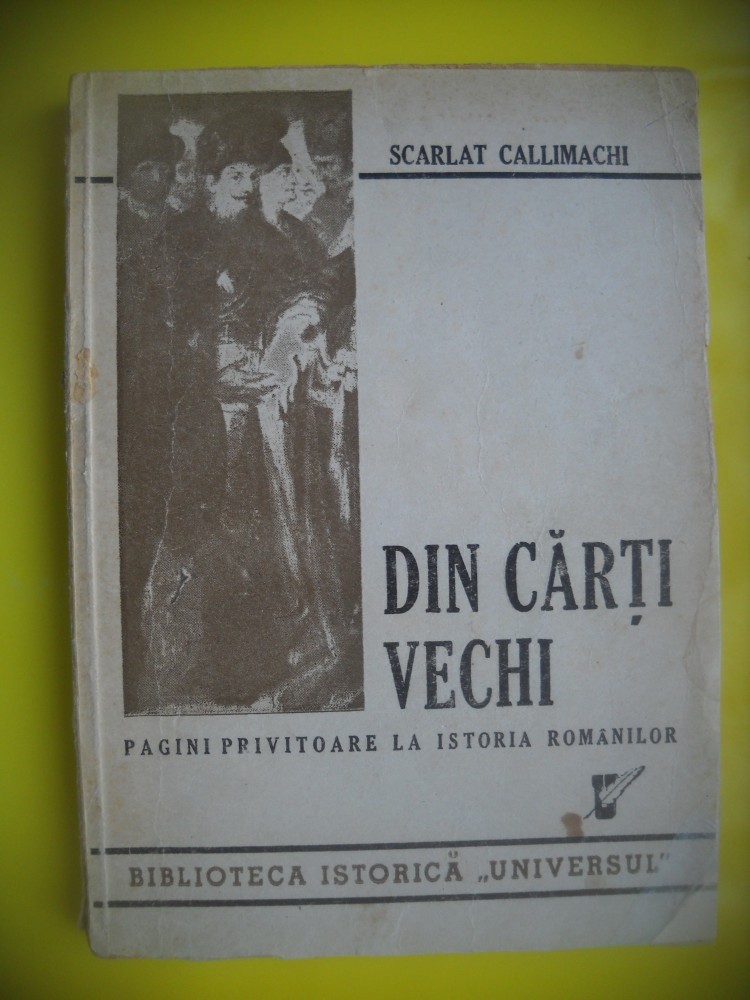 SCARLAT CALLIMACHI
DIN CĂRȚI
VECHI
PAGINI PRIVITOARE LA ISTORIA ROMÂNILOR
U
BIBLIOTECA ISTORICĂ „UNIVERSUL”